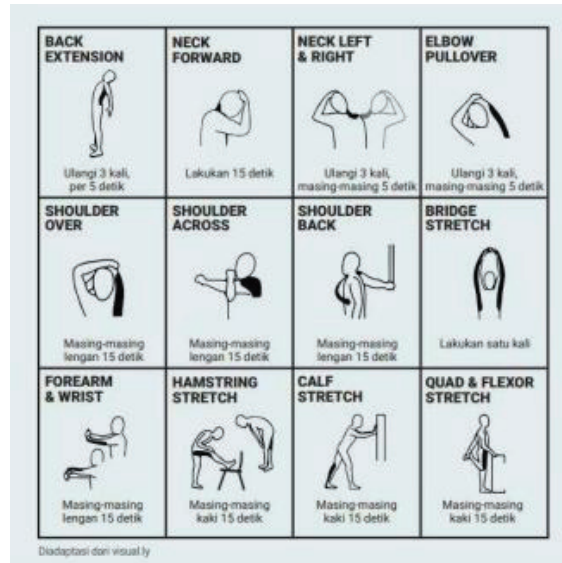 BACK
EXTENSION
Ulangi 3 kali,
per 5 detik
NECK
FORWARD
Lakukan 15 detik
NECK LEFT
& RIGHT
Ulangi 3 kali,
masing-masing 5 detik
ELBOW
PULLOVER
Ulangi 3 kali,
masing-masing 5 detik
SHOULDER
OVER
Masing-masing
lengan 15 detik
SHOULDER
ACROSS
Masing-masing
lengan 15 detik
SHOULDER
BACK
Masing-masing
lengan 15 detik
BRIDGE
STRETCH
Lakukan satu kali
FOREARM
& WRIST
Masing-masing
lengan 15 detik
HAMSTRING
STRETCH
Masing-masing
kaki 15 detik
CALF
STRETCH
Masing-masing
kaki 15 detik
QUAD & FLEXOR
STRETCH
Masing-masing
kaki 15 detik
Diadaptasi dari visual.ly